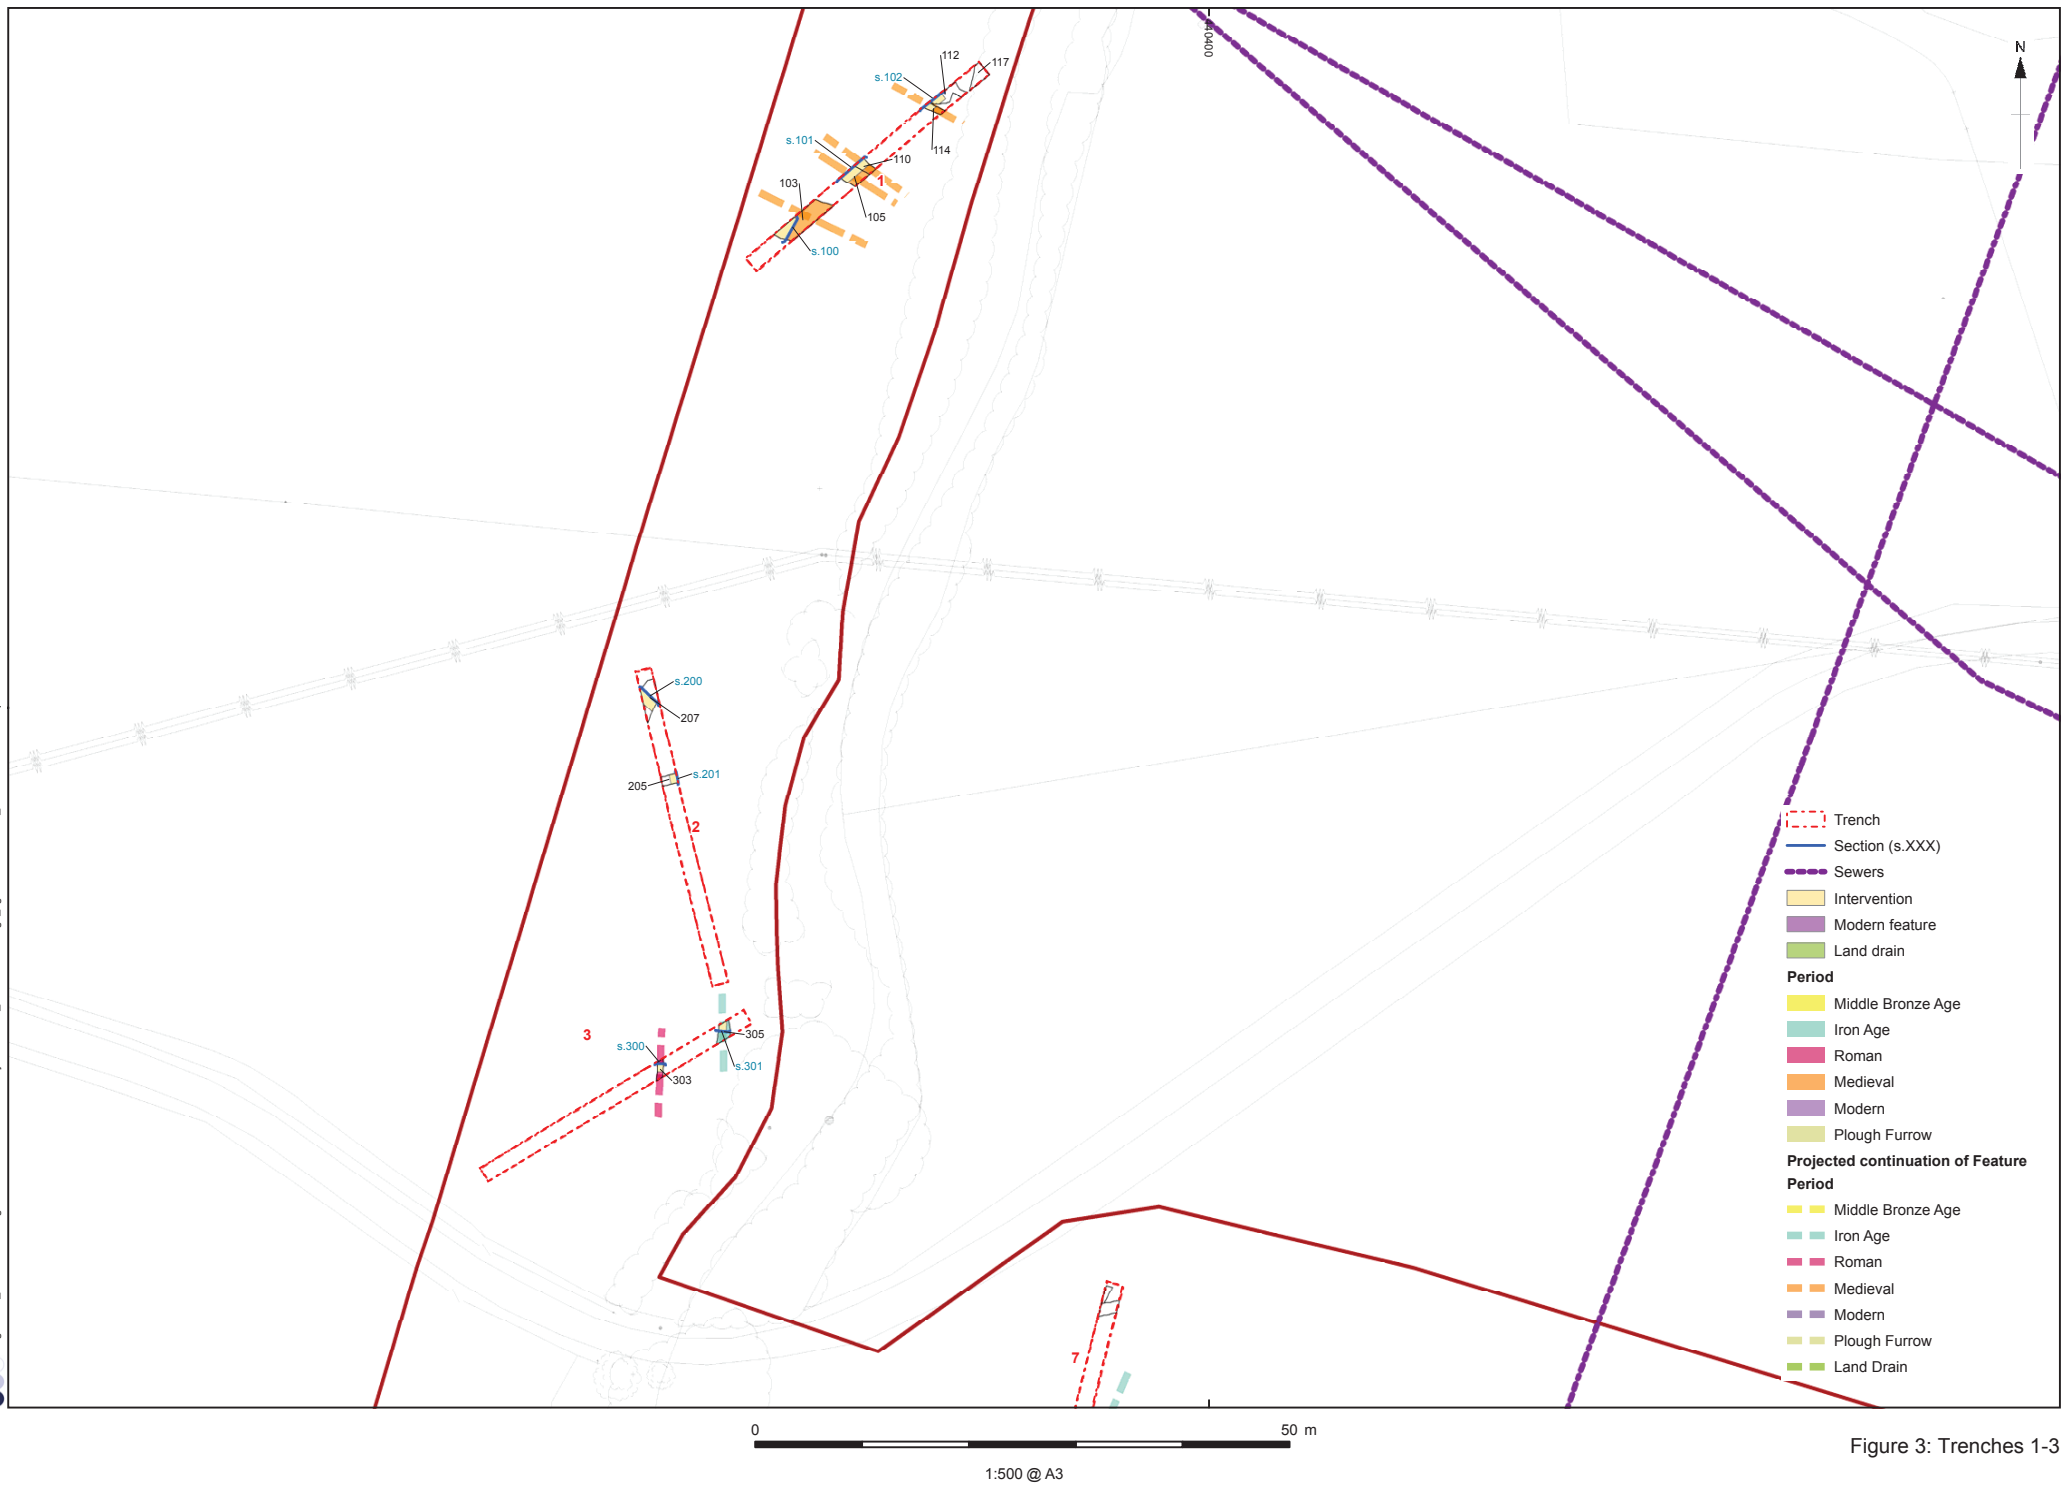 40400
N
112
117
s.102
114
s.101
110
1
103
105
s.100
s.200
207
s.201
205
2
3
305
s.300
s.301
303
7
Trench
Section (s.XXX)
Sewers
Intervention
Modern feature
Land drain
Period
Middle Bronze Age
Iron Age
Roman
Medieval
Modern
Plough Furrow
Projected continuation of Feature
Period
Middle Bronze Age
Iron Age
Roman
Medieval
Modern
Plough Furrow
Land Drain
0 50 m
1:500 @ A3
Figure 3: Trenches 1-3